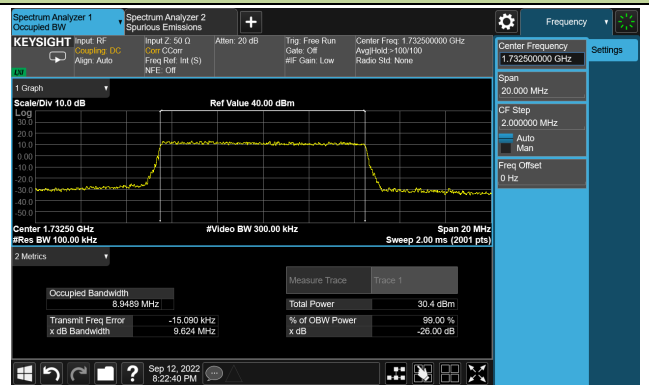 Spectrum Analyzer 1
Occupied BW
Spectrum Analyzer 2
Spurious Emissions
Frequency
KEYSIGHT
Input: RF
Coupling: DC
Align: Auto
Input Z: 50 Ω
Corr CCorr
Freq Ref: Int (S)
NFE: Off
Atten: 20 dB
Trig: Free Run
Gate: Off
#IF Gain: Low
Center Freq: 1.732500000 GHz
Avg|Hold:>100/100
Radio Std: None
Center Frequency
1.732500000 GHz
Settings
Span
20.000 MHz
CF Step
2.000000 MHz
Auto
Man
Freq Offset
0 Hz
1 Graph
Scale/Div 10.0 dB
Ref Value 40.00 dBm
Log
30.0
20.0
10.0
0.00
-10.0
-20.0
-30.0
-40.0
-50.0
Center 1.73250 GHz
#Video BW 300.00 kHz
Span 20 MHz
#Res BW 100.00 kHz
Sweep 2.00 ms (2001 pts)
2 Metrics
Measure Trace
Trace 1
Occupied Bandwidth
8.9489 MHz
Total Power
30.4 dBm
Transmit Freq Error
-15.090 kHz
% of OBW Power
99.00 %
x dB Bandwidth
9.624 MHz
x dB
-26.00 dB
?
Sep 12, 2022
8:22:40 PM